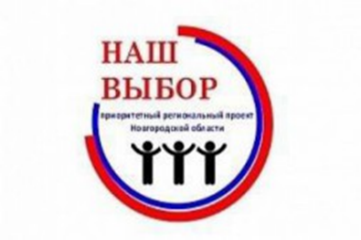 НАШ
ВЫБОР
приоритетный региональный проект
Новгородской области